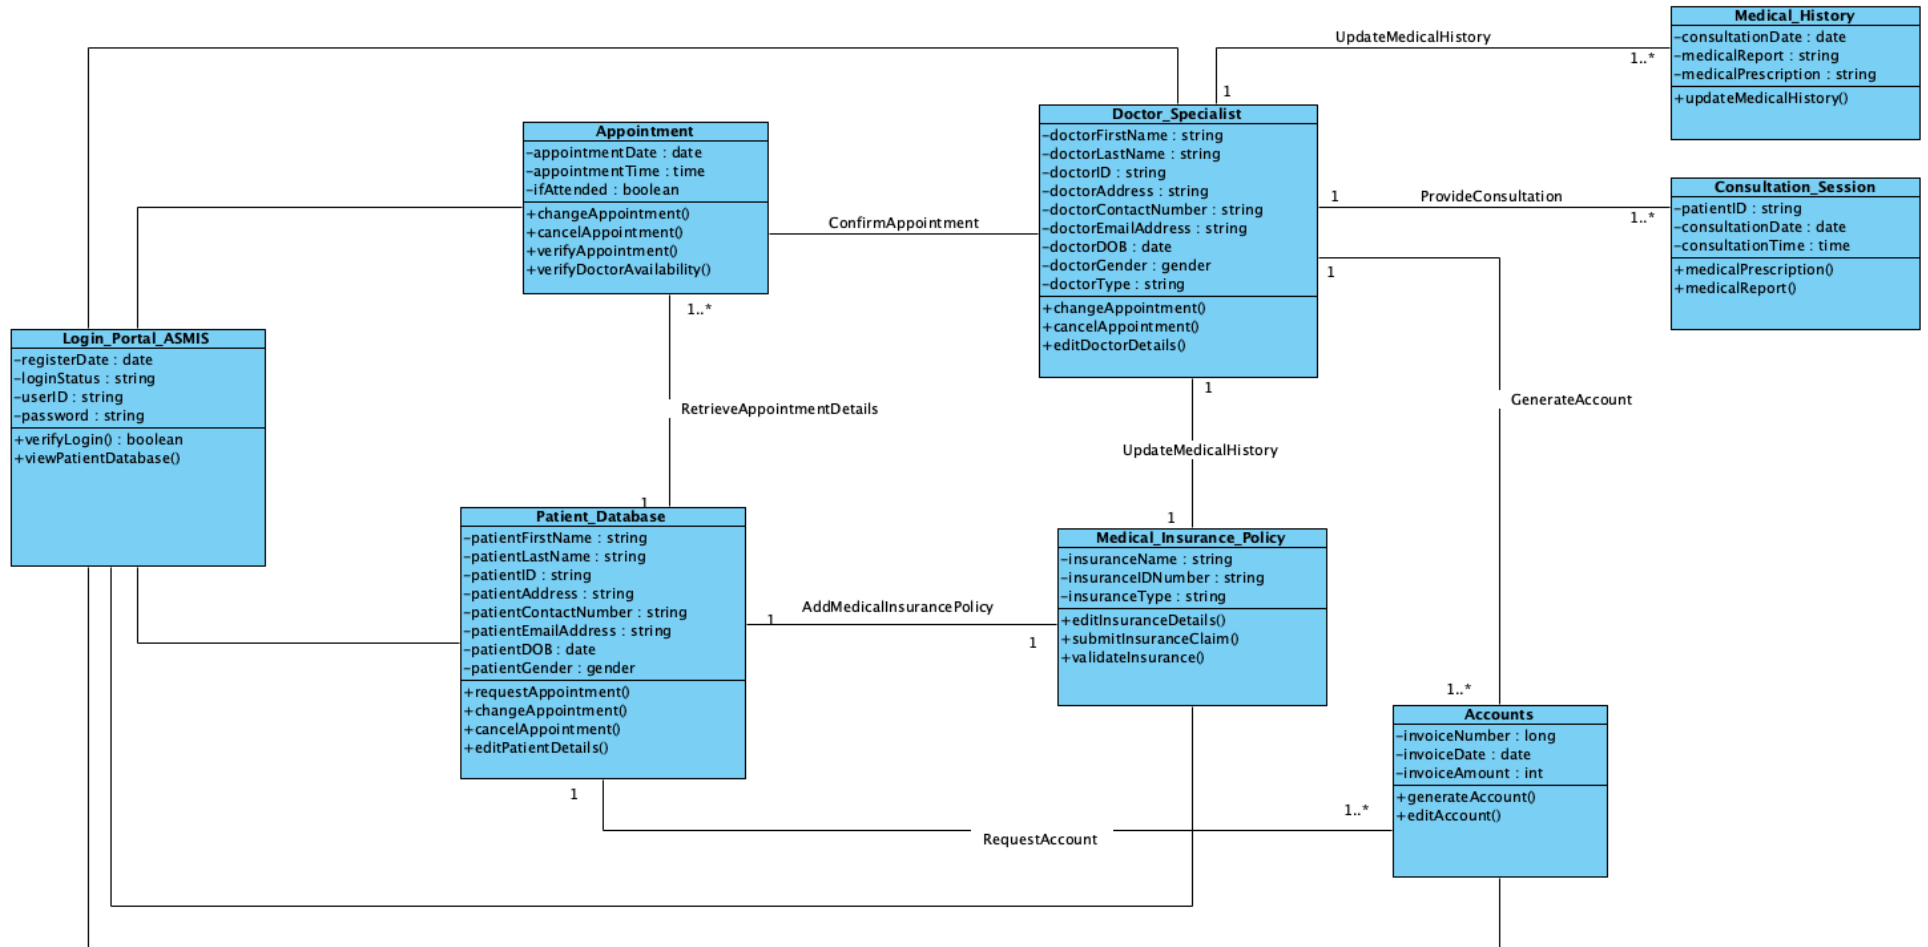 Medical_History
-consultationDate : date
-medicalReport : string
-medicalPrescription : string
+updateMedicalHistory()
UpdateMedicalHistory
1..*
1
Doctor_Specialist
-doctorFirstName : string
-doctorLastName : string
-doctorID : string
-doctorAddress : string
-doctorContactNumber : string
-doctorEmailAddress : string
-doctorDOB : date
-doctorGender : gender
-doctorType : string
+changeAppointment()
+cancelAppointment()
+editDoctorDetails()
Appointment
-appointmentDate : date
-appointmentTime : time
-ifAttended : boolean
+changeAppointment()
+cancelAppointment()
+verifyAppointment()
+verifyDoctorAvailability()
ConfirmAppointment
1
ProvideConsultation
1..*
Consultation_Session
-patientID : string
-consultationDate : date
-consultationTime : time
+medicalPrescription()
+medicalReport()
1
GenerateAccount
1..*
1..*
RetrieveAppointmentDetails
1
Login_Portal_ASMIS
-registerDate : date
-loginStatus : string
-userID : string
-password : string
+verifyLogin() : boolean
+viewPatientDatabase()
1
UpdateMedicalHistory
1
Patient_Database
-patientFirstName : string
-patientLastName : string
-patientID : string
-patientAddress : string
-patientContactNumber : string
-patientEmailAddress : string
-patientDOB : date
-patientGender : gender
+requestAppointment()
+changeAppointment()
+cancelAppointment()
+editPatientDetails()
1
AddMedicalInsurancePolicy
1
Medical_Insurance_Policy
-insuranceName : string
-insuranceIDNumber : string
-insuranceType : string
+editInsuranceDetails()
+submitInsuranceClaim()
+validateInsurance()
Accounts
-invoiceNumber : long
-invoiceDate : date
-invoiceAmount : int
+generateAccount()
+editAccount()
1
RequestAccount
1..*